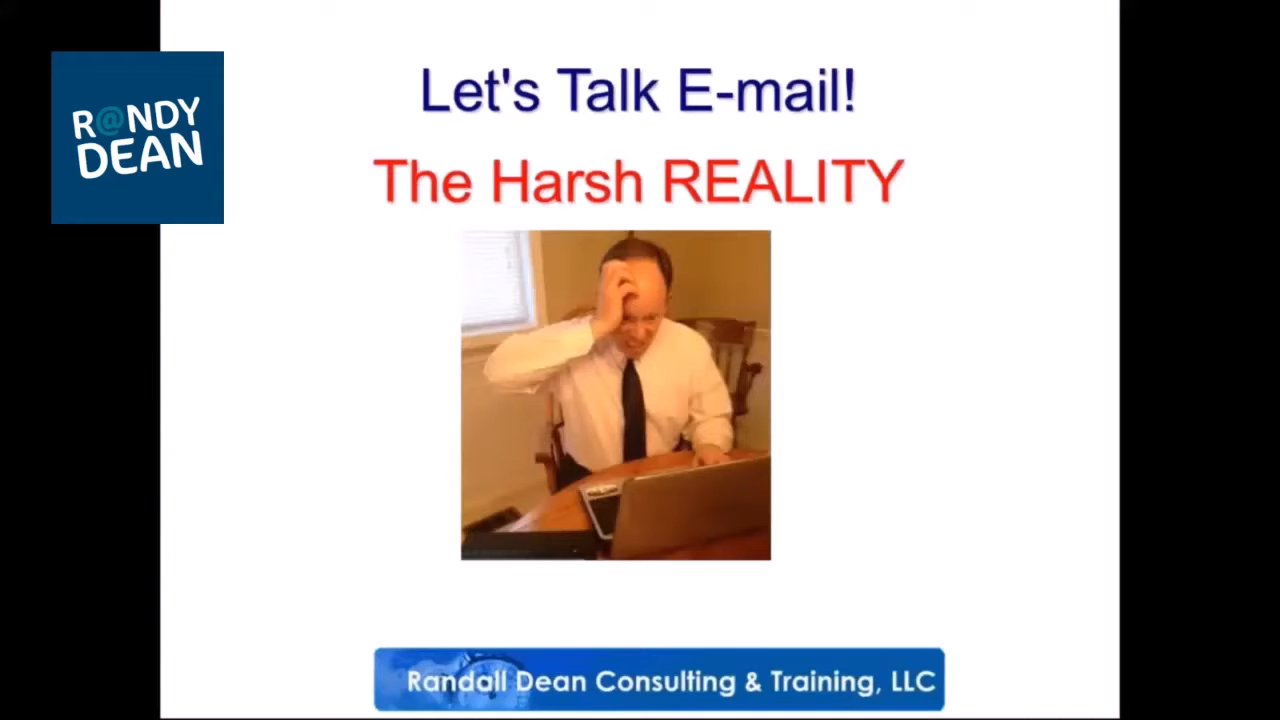 R@NDY
DEAN
Let's Talk E-mail!
The Harsh REALITY
Randall Dean Consulting & Training, LLC